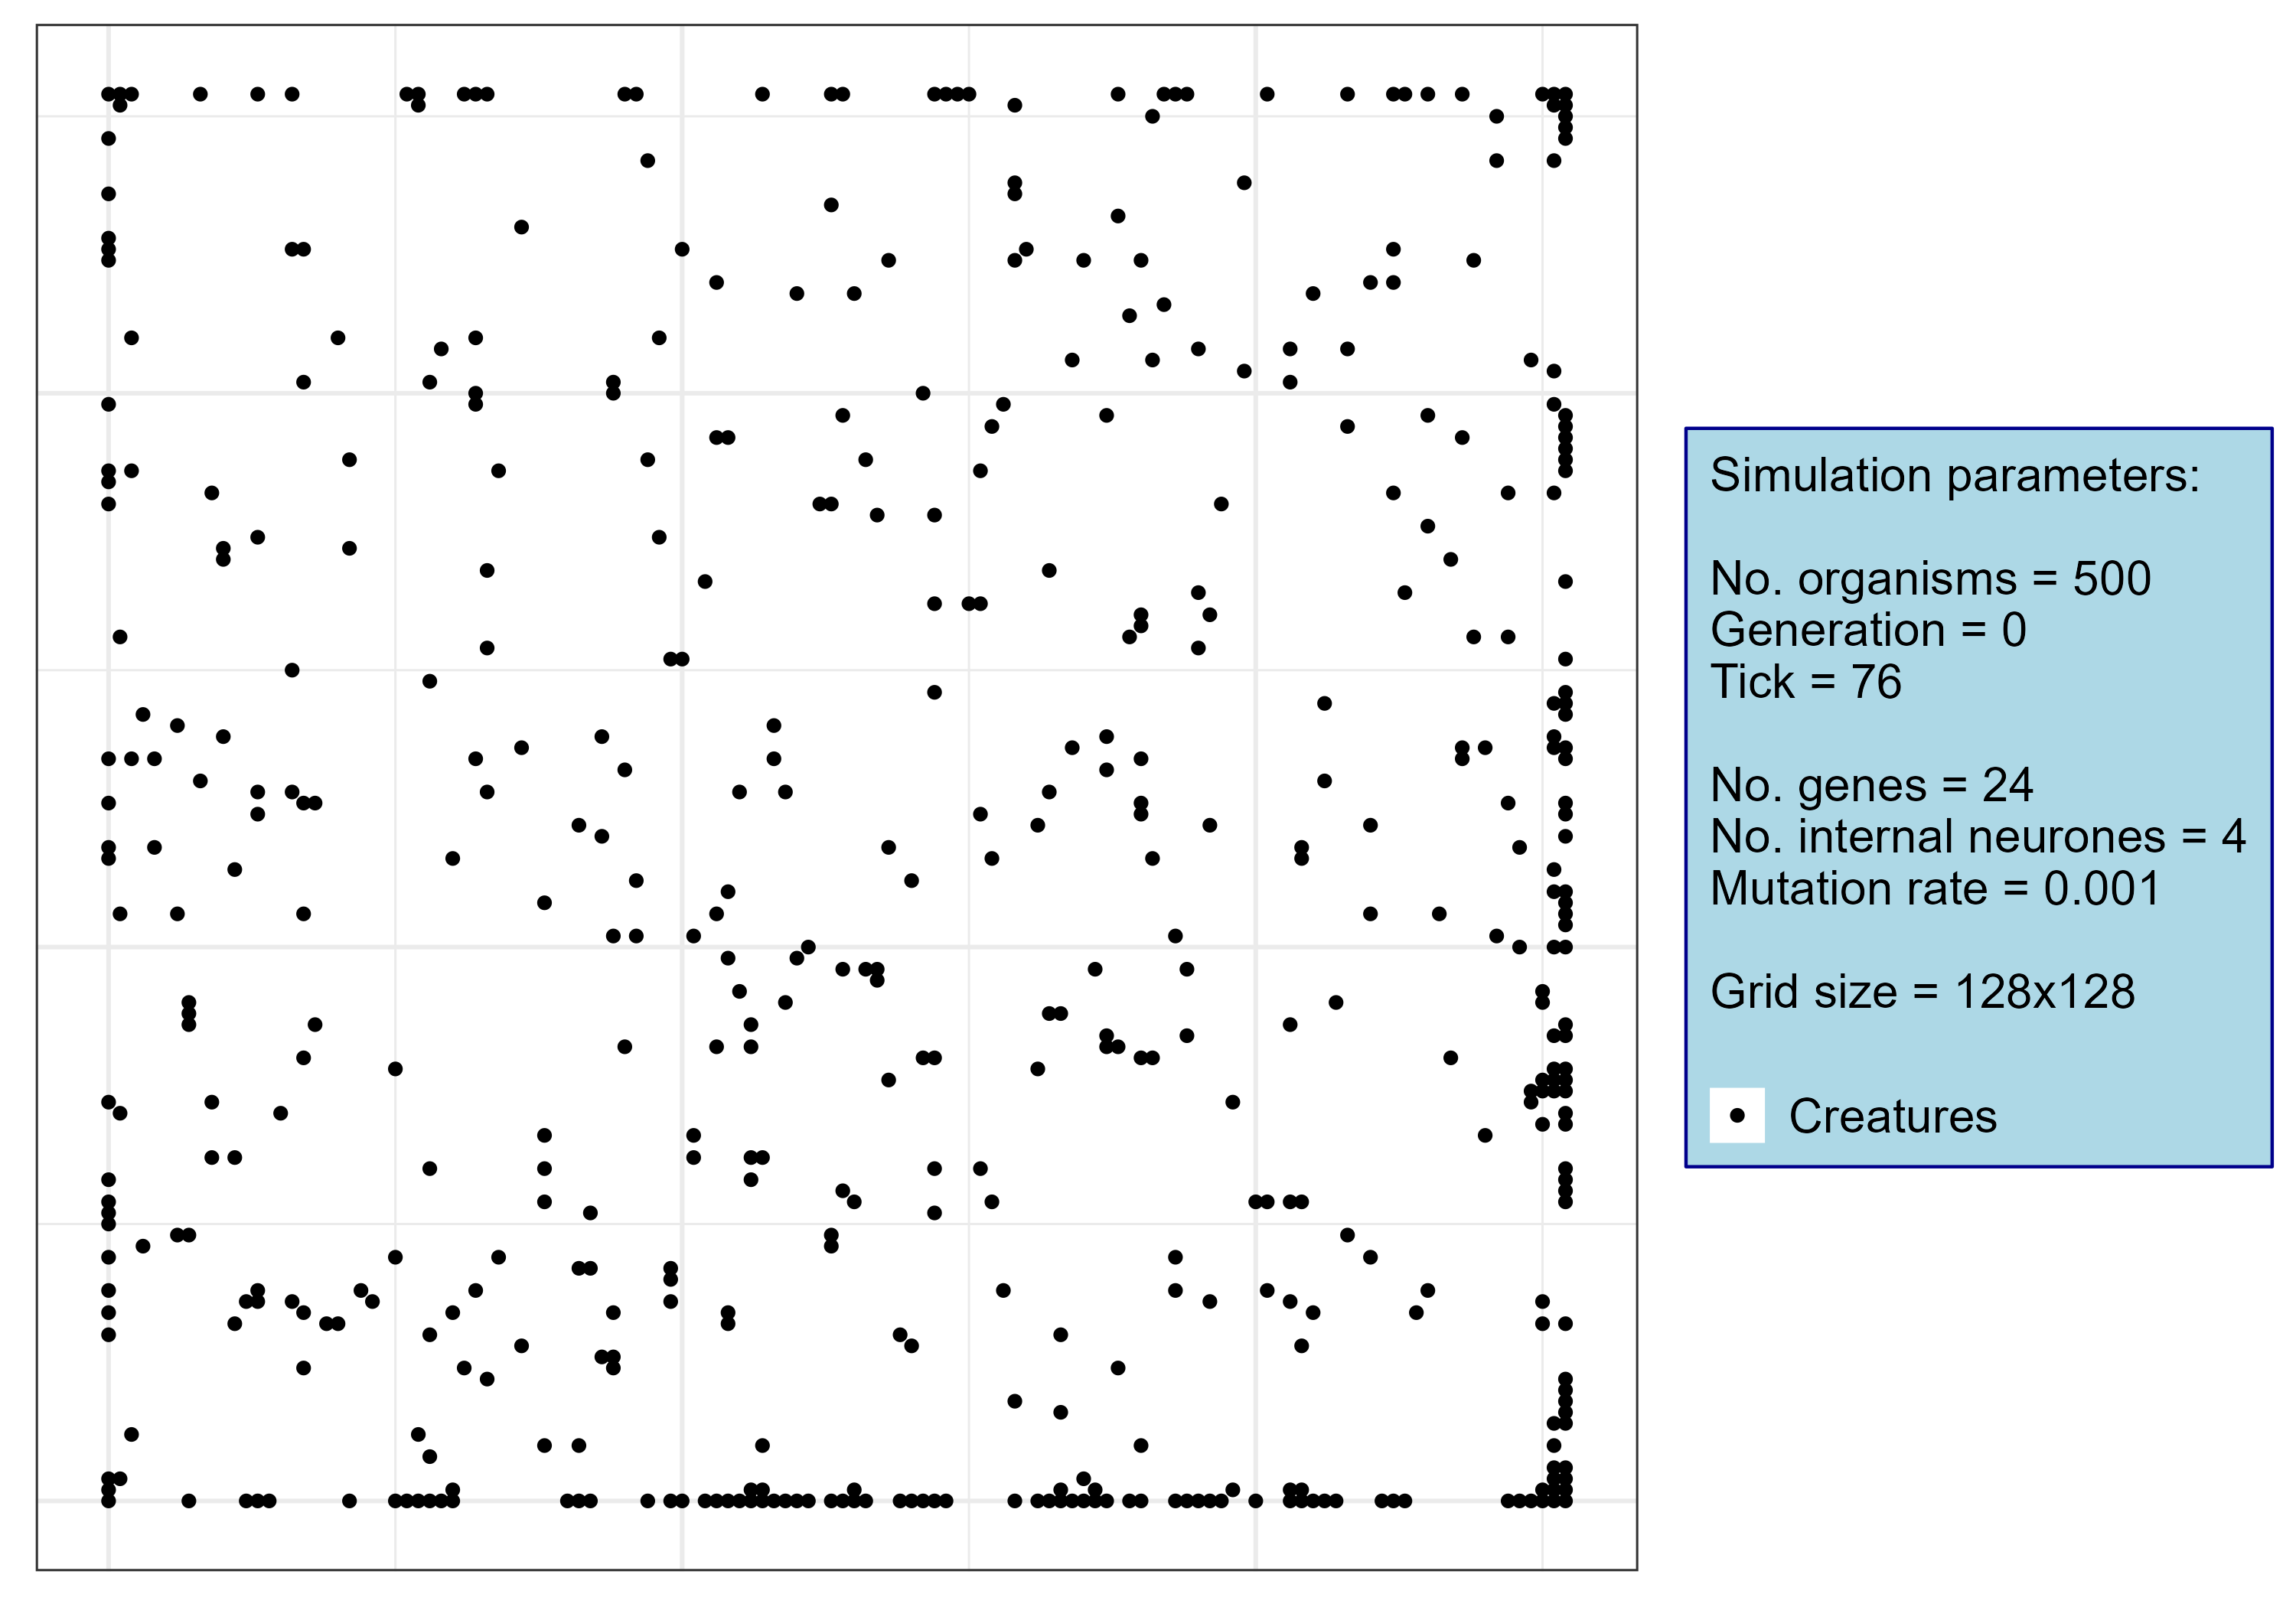 Simulation parameters:
No. organisms = 500
Generation = 0
Tick = 76
No. genes = 24
No. internal neurones = 4
Mutation rate = 0.001
Grid size = 128x128
Creatures